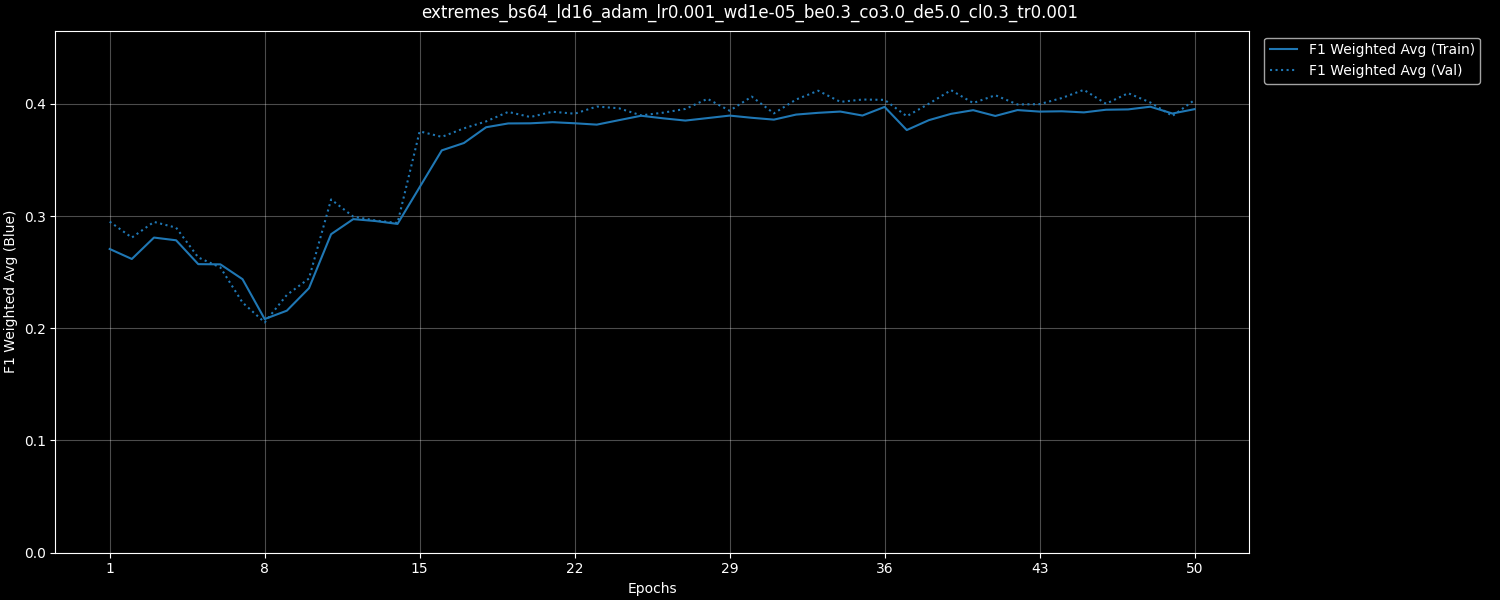 extremes_bs64_ld16_adam_lr0.001_wd1e-05_be0.3_co3.0_de5.0_cl0.3_tr0.001
F1 Weighted Avg (Train)
F1 Weighted Avg (Val)
F1 Weighted Avg (Blue)
0.4
0.3
0.2
0.1
0.0
1 8 15 22 29 36 43 50
Epochs